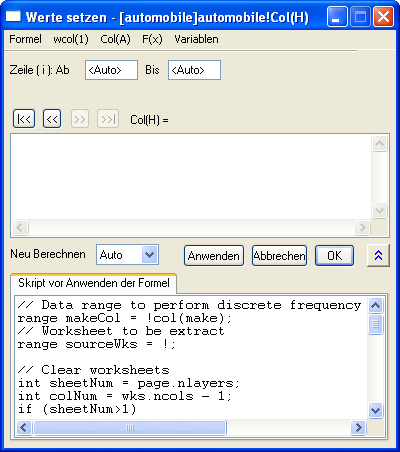 Werte setzen - [automobile]automobile!Col(H)
Formel wcol(1) Col(A) F(x) Variablen
Zeile ( i ): Ab <Auto> Bis <Auto>
|<< << >> >>| Col(H) =
Neu Berechnen Auto Anwenden Abbrechen OK
Skript vor Anwenden der Formel
// Data range to perform discrete frequency
range makeCol = !col(make);
// Worksheet to be extract
range sourceWks = !;
// Clear worksheets
int sheetNum = page.nlayers;
int colNum = wks.ncols - 1;
if (sheetNum>1)